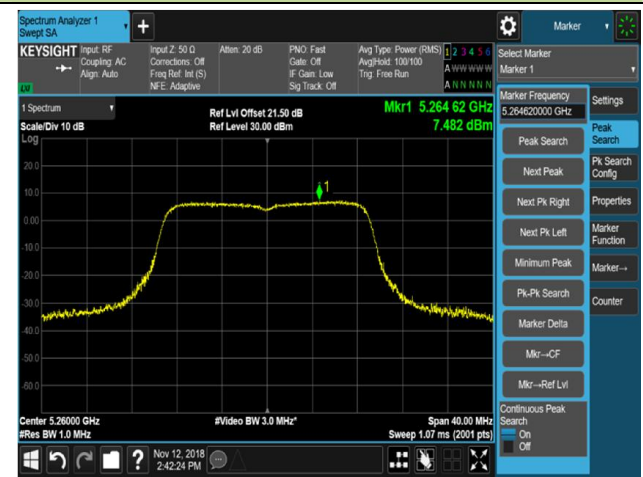 Spectrum Analyzer 1
Swept SA
Marker
KEYSIGHT
Input: RF
Coupling: AC
Align: Auto
Input Z: 50 Ω
Corrections: Off
Freq Ref: Int (S)
NFE: Adaptive
Atten: 20 dB
PNO: Fast
Gate: Off
IF Gain: Low
Sig Track: Off
Avg Type: Power (RMS)
Avg|Hold: 100/100
Trig: Free Run
1 2 3 4 5 6
A W W W W W
A N N N N N
LXI
Select Marker
Marker 1
1 Spectrum
Scale/Div 10 dB
Log
Ref Lvl Offset 21.50 dB
Ref Level 30.00 dBm
Mkr1 5.264 62 GHz
7.482 dBm
20.0
10.0
0.00
-10.0
-20.0
-30.0
-40.0
-50.0
-60.0
1
Center 5.26000 GHz
#Res BW 1.0 MHz
#Video BW 3.0 MHz*
Span 40.00 MHz
Sweep 1.07 ms (2001 pts)
Marker Frequency
5.264620000 GHz
Peak Search
Next Peak
Next Pk Right
Next Pk Left
Minimum Peak
Pk-Pk Search
Marker Delta
Mkr→CF
Mkr→Ref Lvl
Continuous Peak
Search
On
Off
Settings
Peak
Search
Pk Search
Config
Properties
Marker
Function
Marker→
Counter
Nov 12, 2018
2:42:24 PM